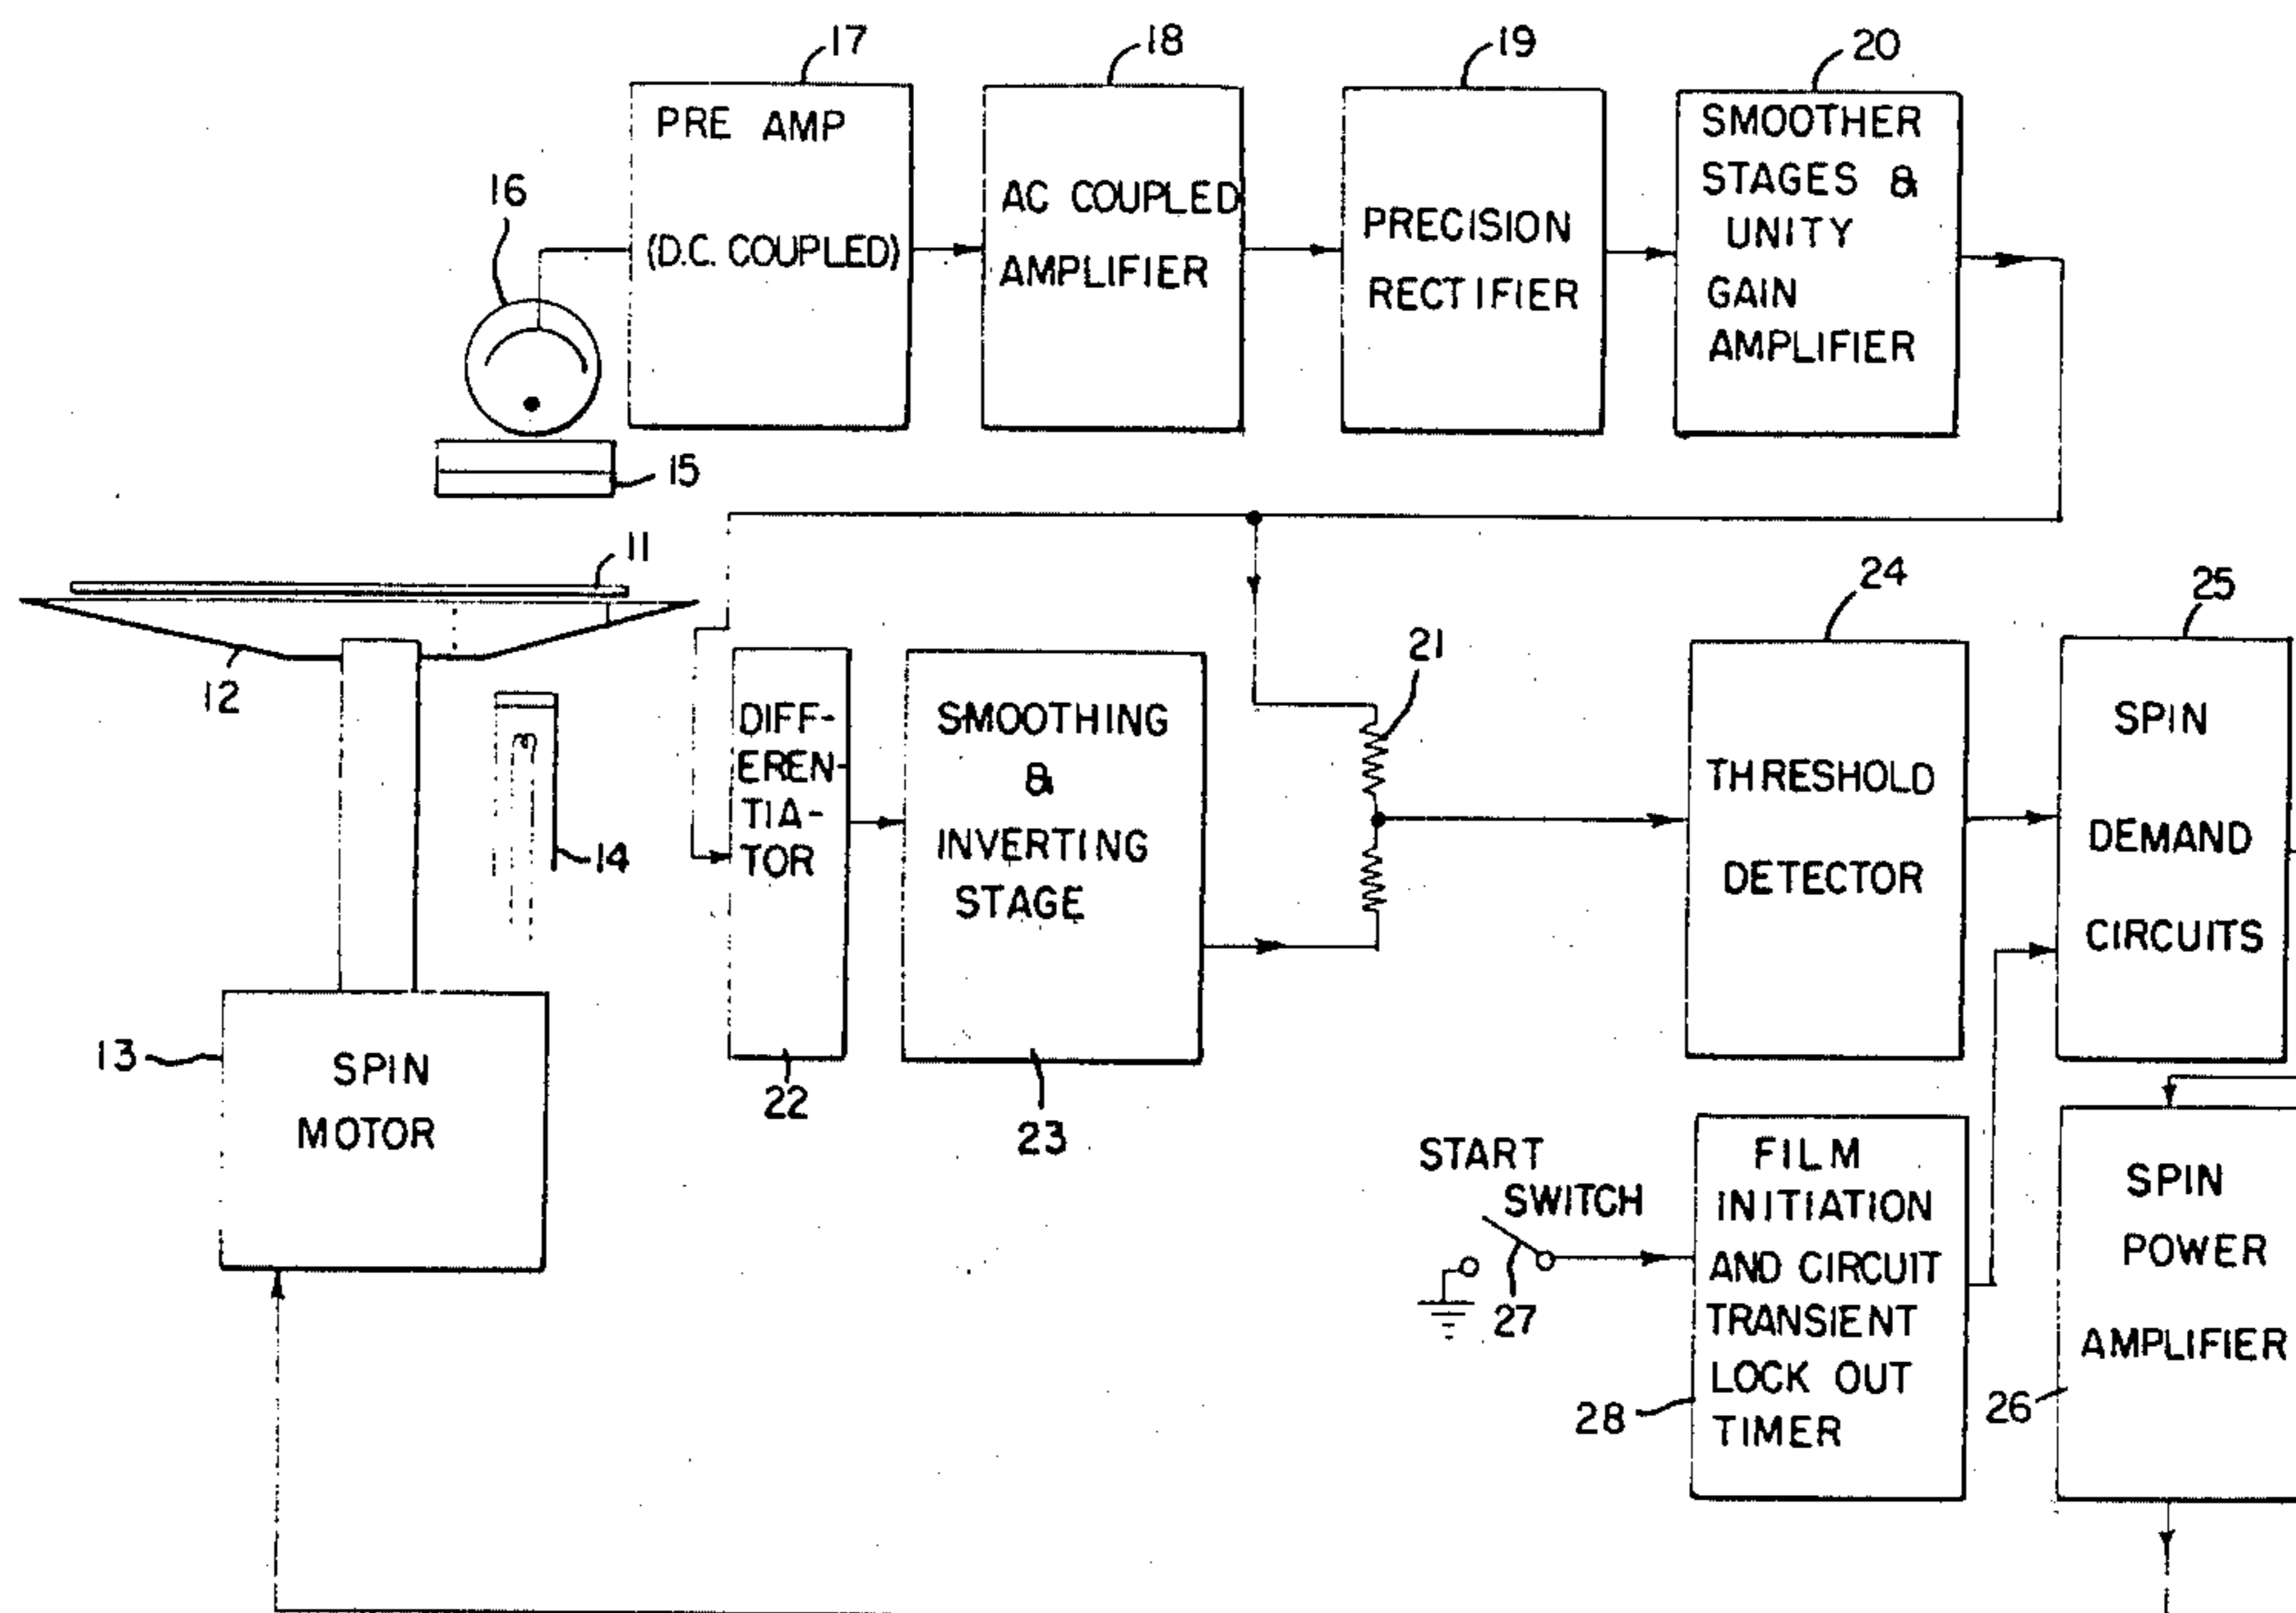 17
PRE AMP
(D.C. COUPLED)
18
AC COUPLED
AMPLIFIER
19
PRECISION
RECTIFIER
20
SMOOTHER
STAGES &
UNITY
GAIN
AMPLIFIER
16
15
11
12
14
13
SPIN
MOTOR
DIFF-
EREN-
TIA-
TOR
22
SMOOTHING
&
INVERTING
STAGE
23
21
24
THRESHOLD
DETECTOR
25
SPIN
DEMAND
CIRCUITS
START
SWITCH
27
FILM
INITIATION
AND CIRCUIT
TRANSIENT
LOCK OUT
TIMER
28
SPIN
POWER
AMPLIFIER
26